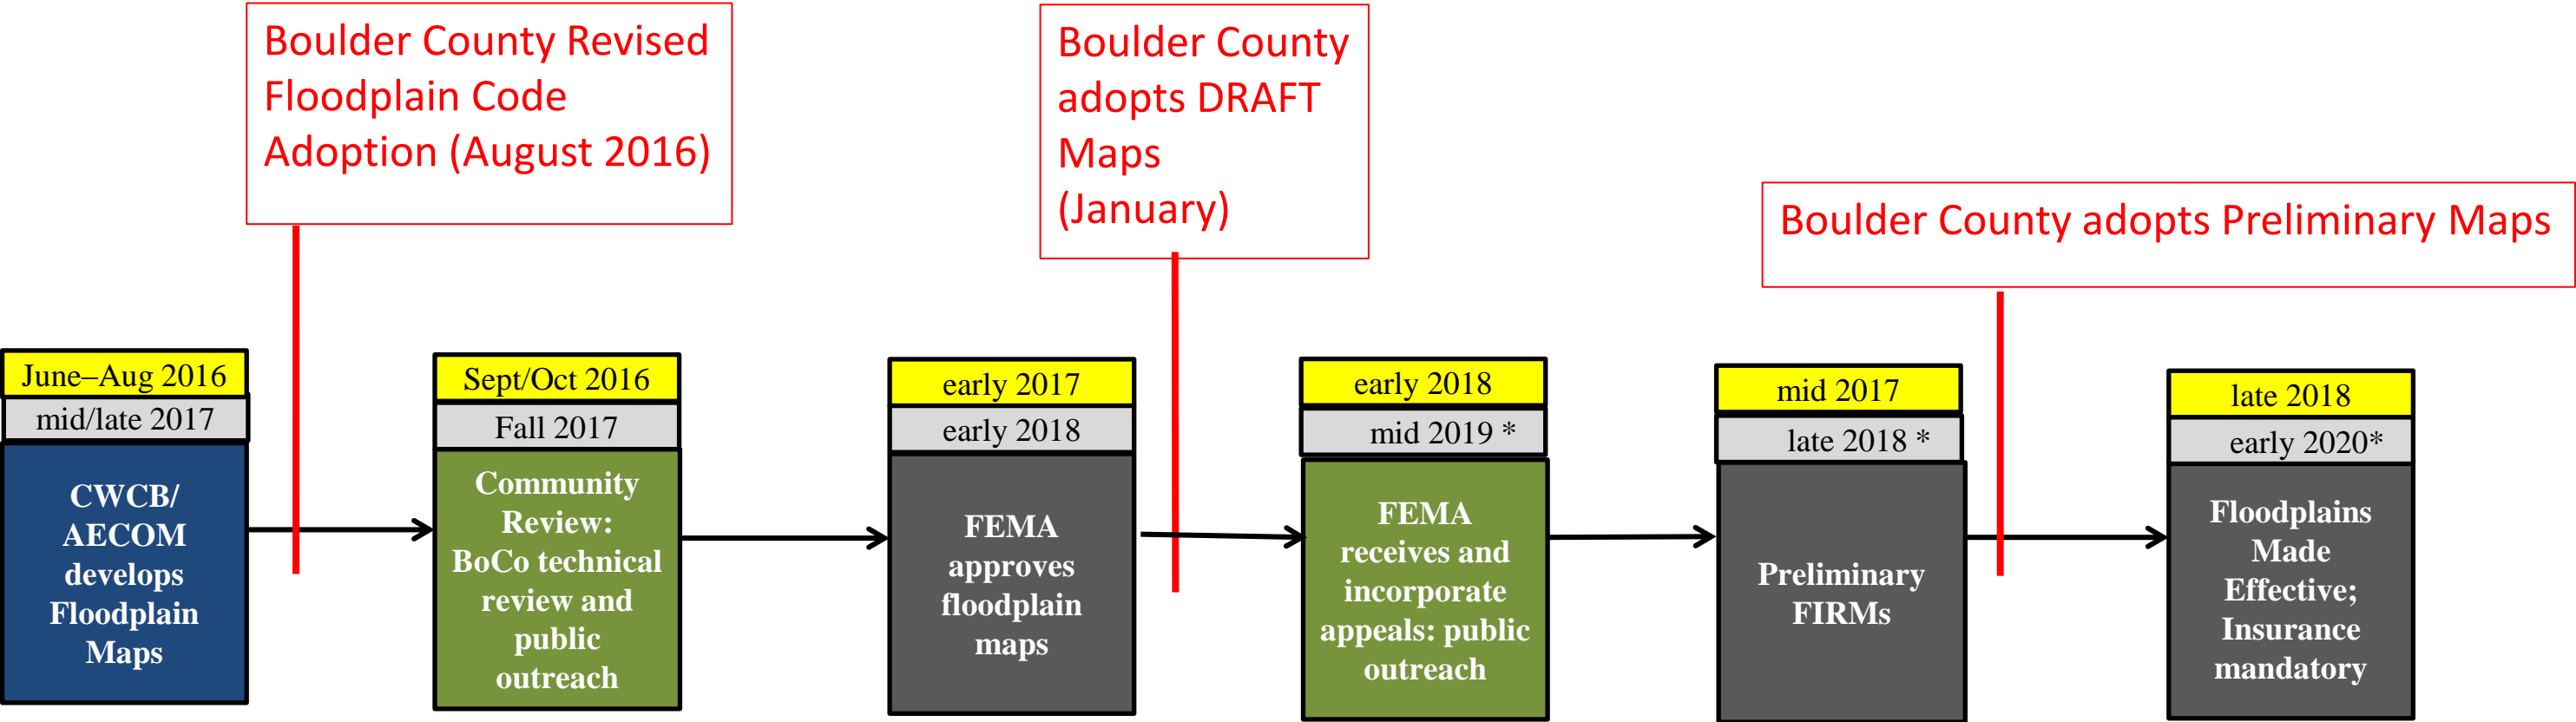 Boulder County Revised
Floodplain Code
Adoption (August 2016)
Boulder County
adopts DRAFT
Maps
(January)
Boulder County adopts Preliminary Maps
June–Aug 2016
mid/late 2017
CWCB/
AECOM
develops
Floodplain
Maps
Sept/Oct 2016
Fall 2017
Community
Review:
BoCo technical
review and
public
outreach
early 2017
early 2018
FEMA
approves
floodplain
maps
early 2018
mid 2019 *
FEMA
receives and
incorporate
appeals: public
outreach
mid 2017
late 2018 *
Preliminary
FIRMs
late 2018
early 2020*
Floodplains
Made
Effective;
Insurance
mandatory